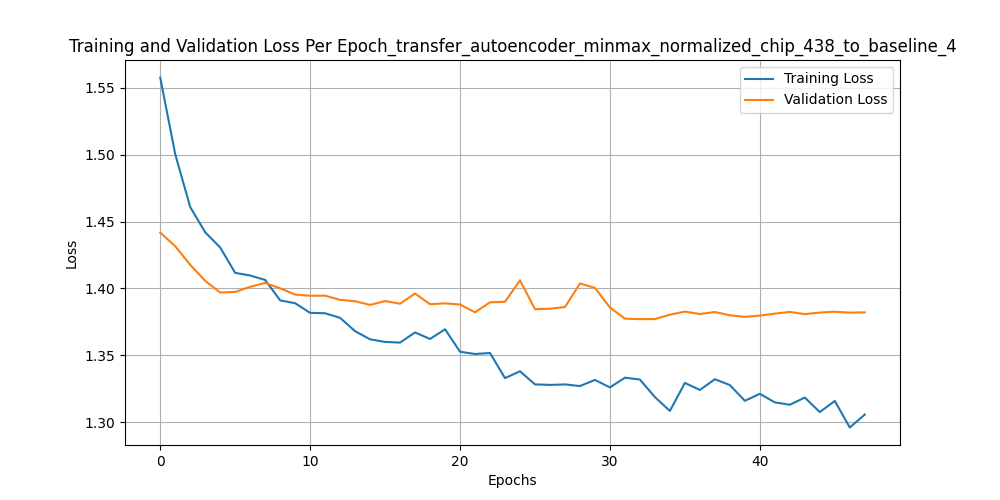 Training and Validation Loss Per Epoch_transfer_autoencoder_minmax_normalized_chip_438_to_baseline_4
Training Loss
Validation Loss
1.55
1.50
1.45
1.40
1.35
1.30
Loss
0
10
20
30
40
Epochs